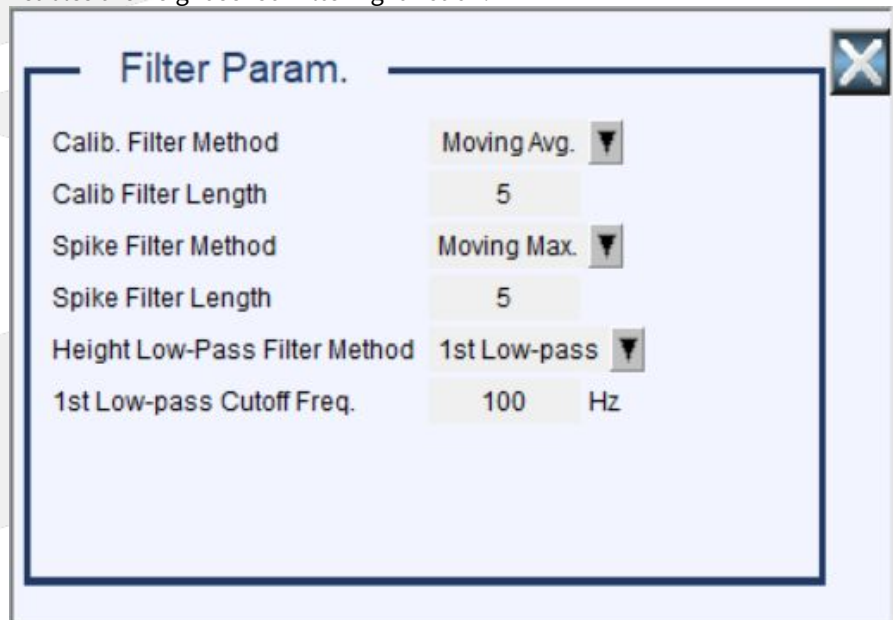 Filter Param.
Calib. Filter Method Moving Avg.
Calib Filter Length 5
Spike Filter Method Moving Max.
Spike Filter Length 5
Height Low-Pass Filter Method 1st Low-pass
1st Low-pass Cutoff Freq. 100 Hz